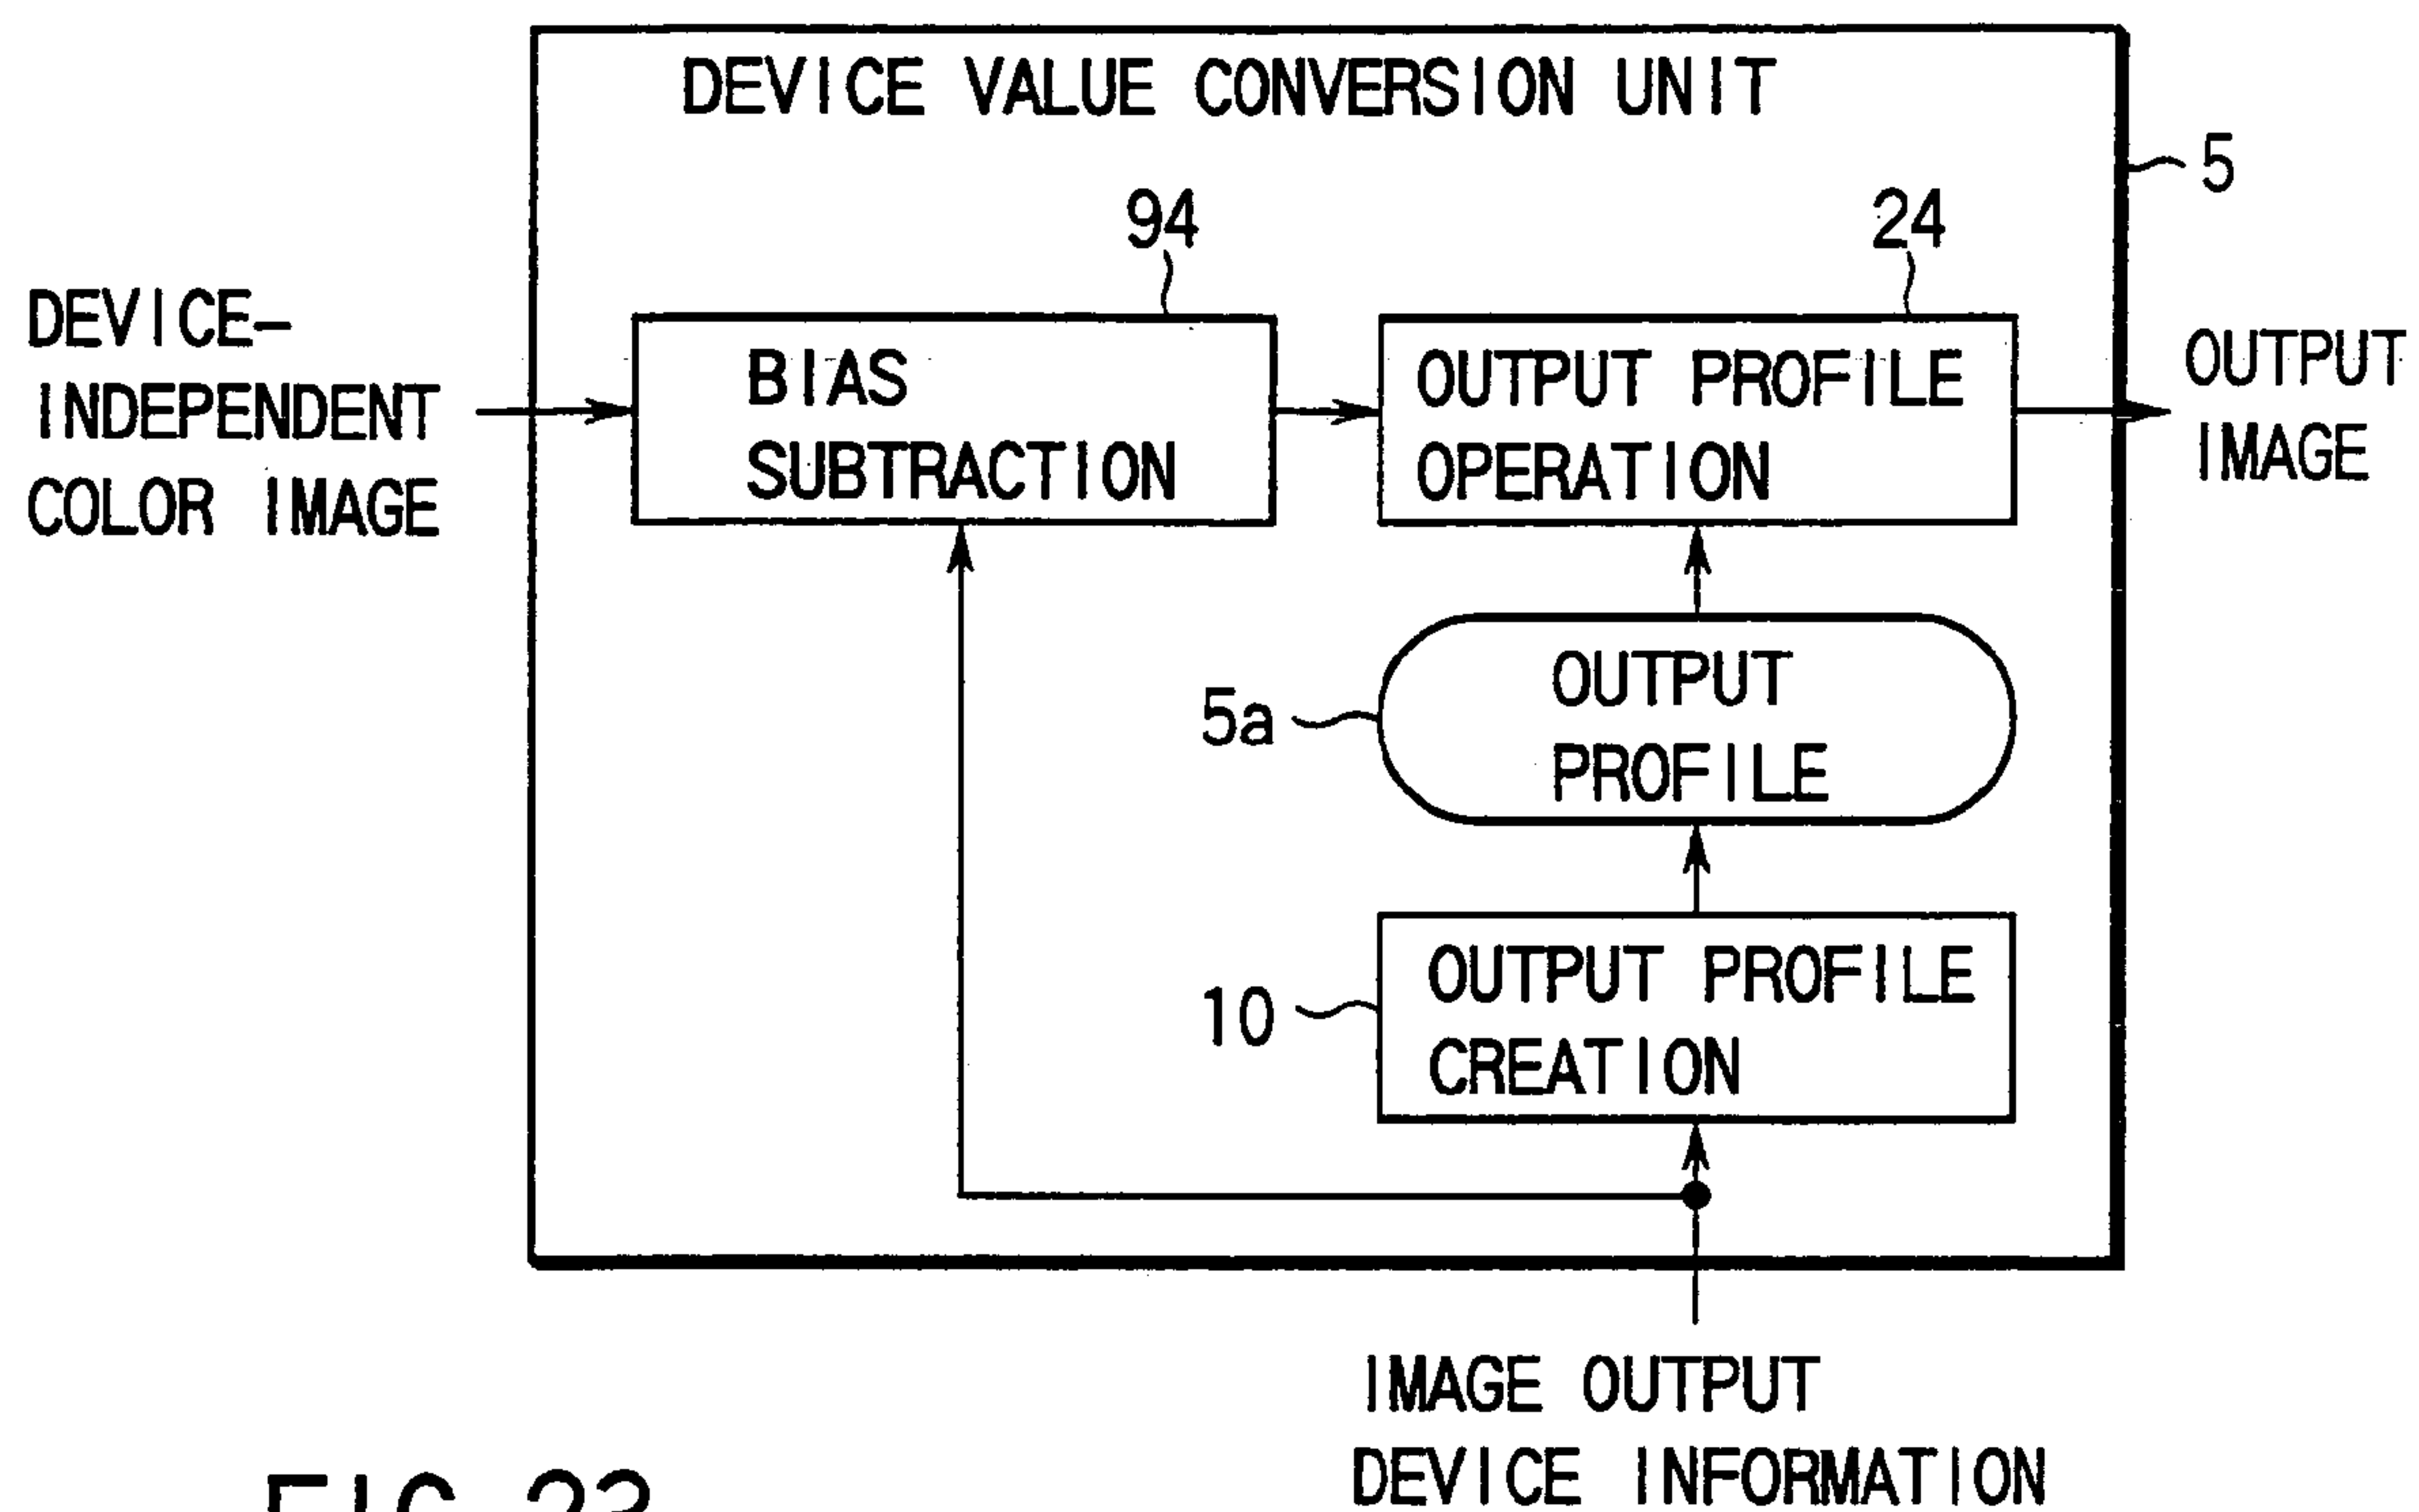 DEVICE VALUE CONVERSION UNIT
5
94
24
DEVICE-
INDEPENDENT
COLOR IMAGE
BIAS
SUBTRACTION
OUTPUT PROFILE
OPERATION
OUTPUT
IMAGE
5a
OUTPUT
PROFILE
10
OUTPUT PROFILE
CREATION
IMAGE OUTPUT
DEVICE INFORMATION
FIG